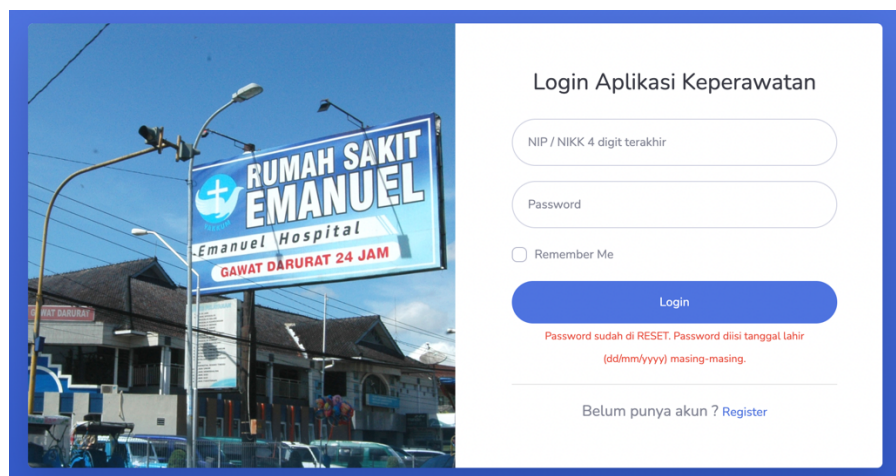 RUMAH SAKIT
EMANUEL
Emanuel Hospital
GAWAT DARURAT 24 JAM
GAWAT DARURAT
Login Aplikasi Keperawatan
NIP / NIKK 4 digit terakhir
Password
Remember Me
Login
Password sudah di RESET. Password diisi tanggal lahir
(dd/mm/yyyy) masing-masing.
Belum punya akun ? Register